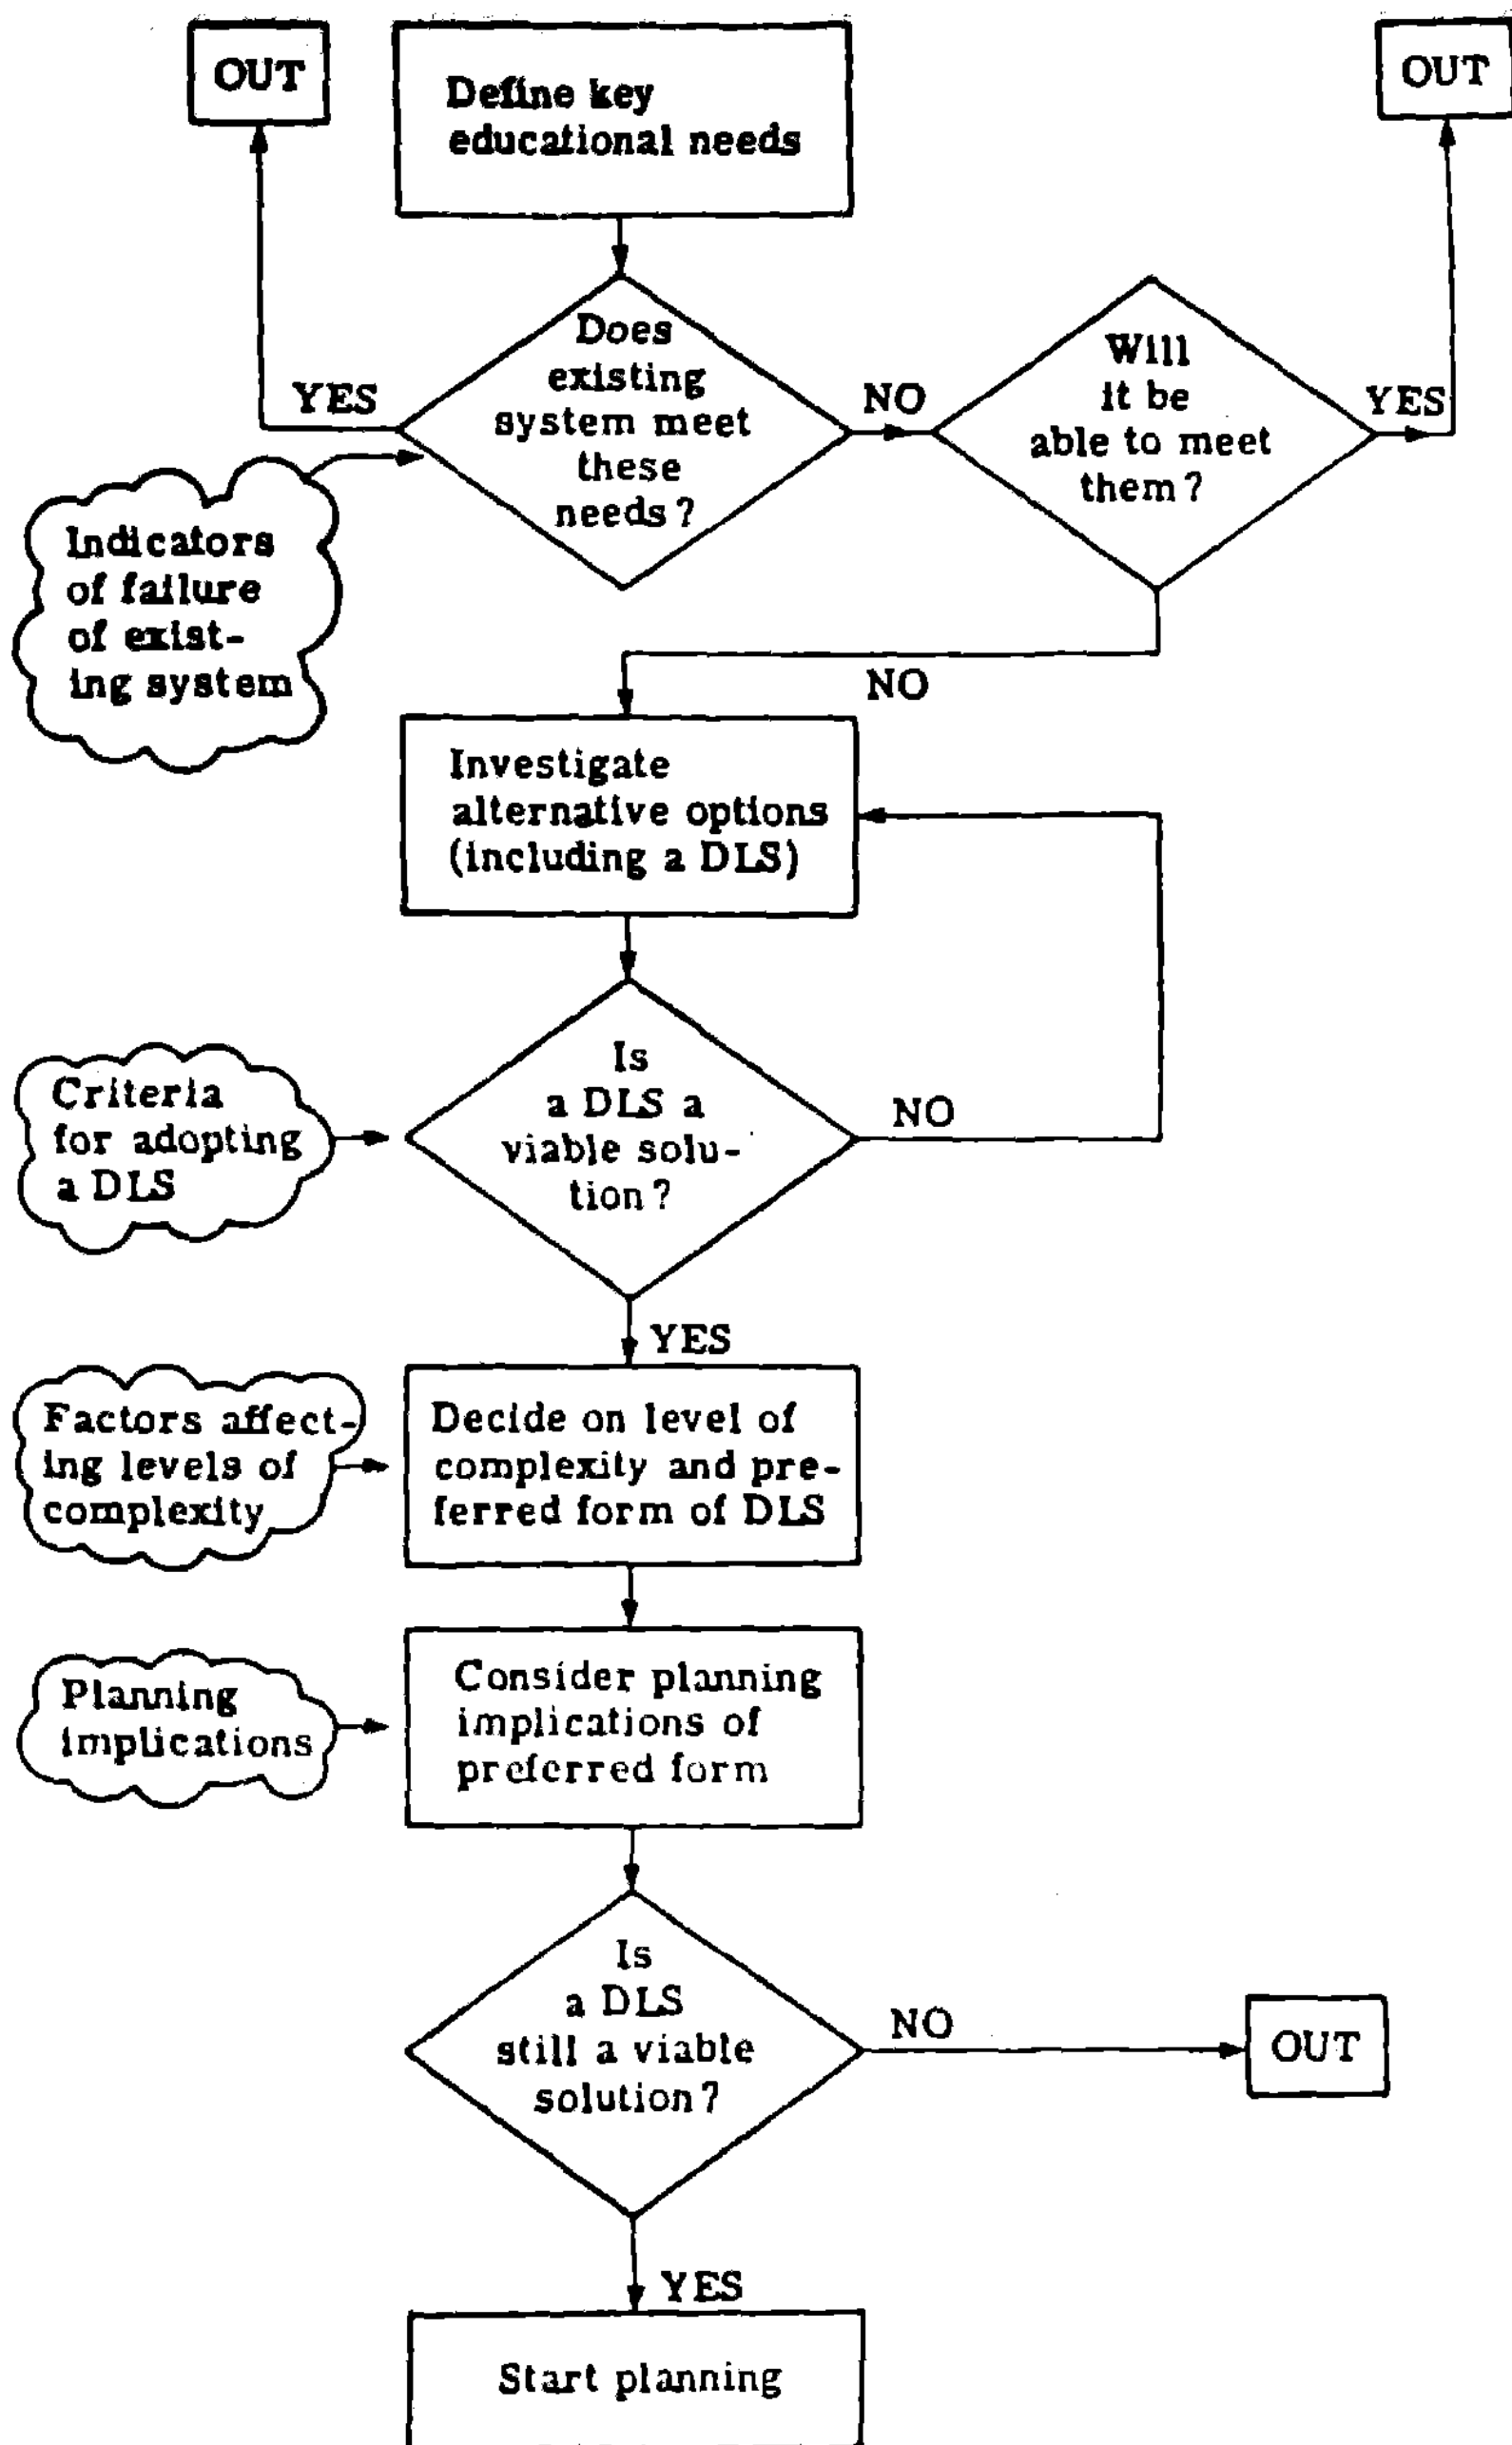 OUT
Define key
educational needs
OUT
Does
existing
system meet
these
needs?
YES
NO
Will
it be
able to meet
them?
YES
Indicators
of failure
of exist-
ing system
NO
Investigate
alternative options
(including a DLS)
Is
a DLS a
viable solu-
tion?
NO
Criteria
for adopting
a DLS
YES
Factors affect-
ing levels of
complexity
Decide on level of
complexity and pre-
ferred form of DLS
Planning
implications
Consider planning
implications of
preferred form
Is
a DLS
still a viable
solution?
NO
OUT
YES
Start planning